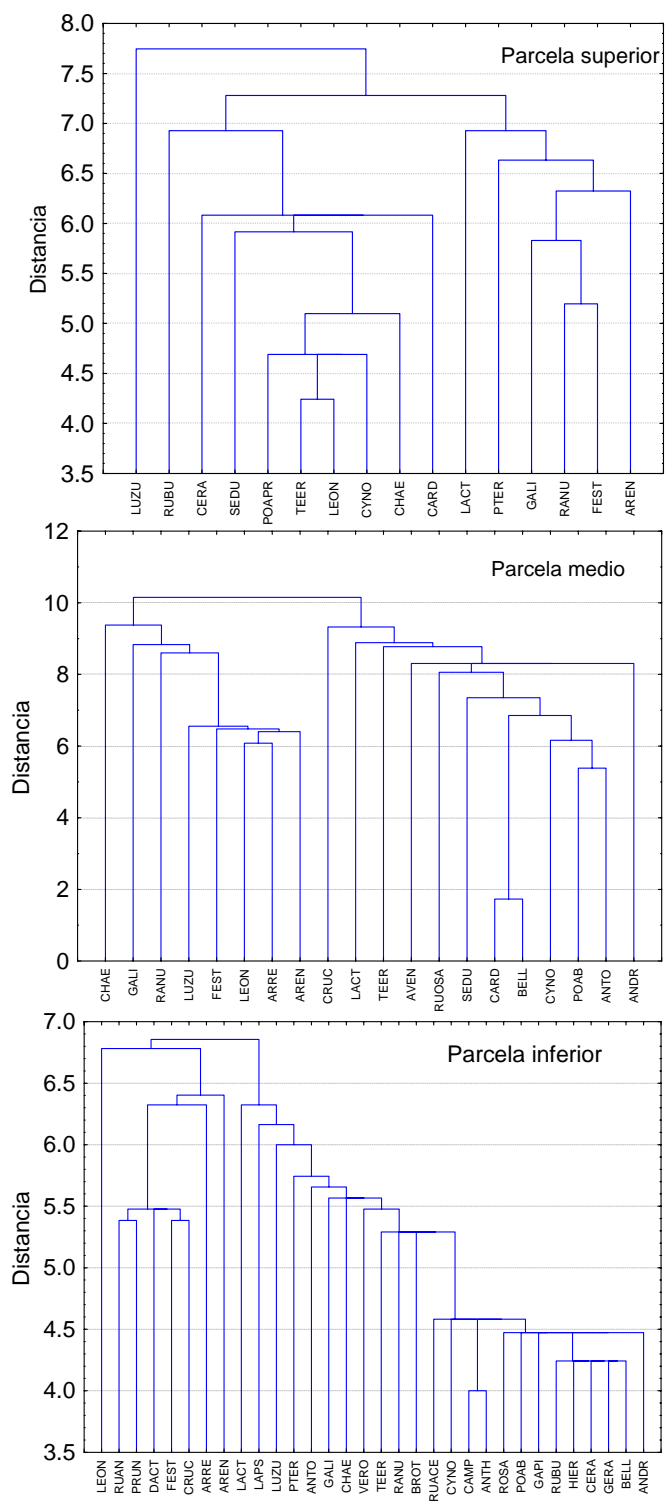 8.0
Parcela superior
7.5
7.0
6.5
6.0
Distancia
5.5
5.0
4.5
4.0
3.5
LUZU RUBU CERA SEDU POAPR TEER LEON CYNO CHAE CARD LACT PTER GALI RANU FEST AREN
12
Parcela medio
10
8
Distancia
6
4
2
0
CHAE GALI RANU LUZU FEST LEON ARRE AREN CRUC LACT TEER AVEN RUOSA SEDU CARD BELL CYNO POAB ANTO ANDR
7.0
Parcela inferior
6.5
6.0
Distancia
5.5
5.0
4.5
4.0
3.5
LEON RUAN PRUN DACT FEST CRUC ARRE AREN LACT LAPS LUZU PTER ANTO GALI CHAE VERO TEER RANU BROT RUACE CYNO CAMP ANTH ROSA POAB GAPI RUBU HIER CERA GERA BELL ANDR